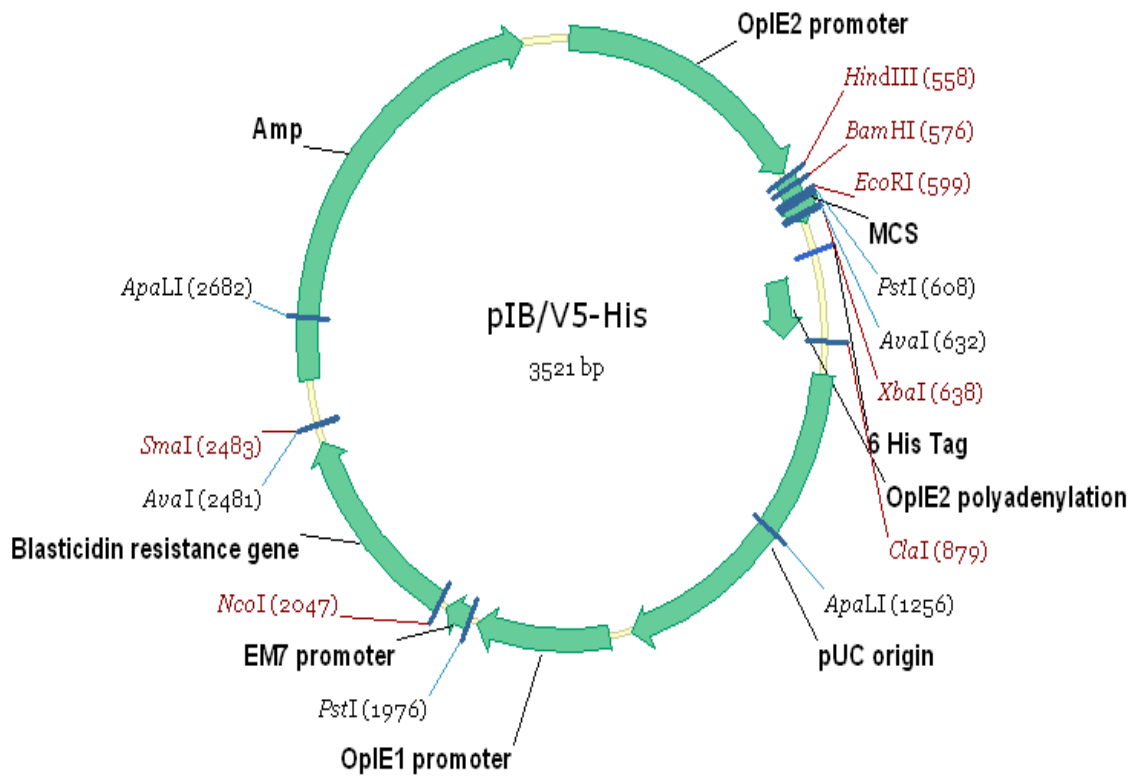 OpIE2 promoter
HindIII (558)
BamHI (576)
EcoRI (599)
MCS
PstI (608)
AvaI (632)
XbaI (638)
6 His Tag
OpIE2 polyadenylation
ClaI (879)
ApaLI (1256)
pUC origin
OpIE1 promoter
PstI (1976)
EM7 promoter
NcoI (2047)
Blasticidin resistance gene
AvaI (2481)
SmaI (2483)
ApaLI (2682)
Amp
pIB/V5-His
3521 bp